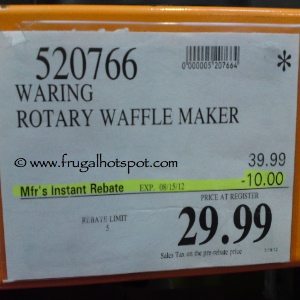 520766
0000005207664
WARING
*
ROTARY WAFFLE MAKER
www.frugalhotspot.com
39.99
Mfr's Instant Rebate EXP. 08/15/12 -10.00
PRICE AT REGISTER
REBATE LIMIT
5
29.99
Sales Tax on the pre-rebate price